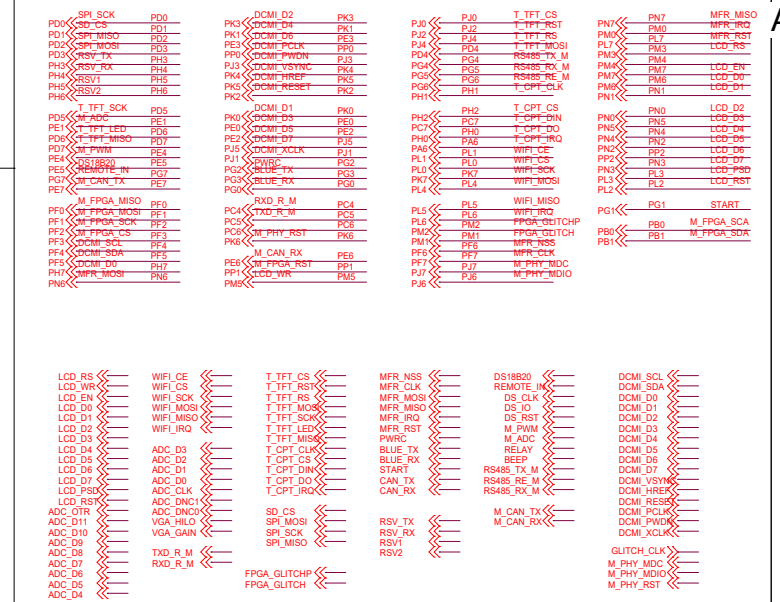 PD0 SPI_SCK PD0
PD1 SD_CS PD1
PD2 SPI_MISO PD2
PD3 SPI_MOSI PD3
PH3 RSV_TX PH3
PH4 RSV_RX PH4
PH5 RSV1 PH5
PH6 RSV2 PH6
PD5 T_TFT_SCK PD5
PE1 M_ADC PE1
PD6 T_TFT_LED PD6
PD7 T_TFT_MISO PD7
PE4 M_PWM PE4
PE5 DS18B20 PE5
PG7 REMOTE_IN PG7
PE7 M_CAN_TX PE7
PF0 M_FPGA_MISO PF0
PF1 M_FPGA_MOSI PF1
PF2 M_FPGA_SCK PF2
PF3 M_FPGA_CS PF3
PF4 DCMI_SCL PF4
PF5 DCMI_SDA PF5
PH7 DCMI_D0 PH7
PN6 MFR_MOSI PN6
PK3 DCMI_D2 PK3
PK1 DCMI_D4 PK1
PE3 DCMI_D6 PE3
PP0 DCMI_PCLK PP0
PJ3 DCMI_PWDN PJ3
PK4 DCMI_VSYNC PK4
PK5 DCMI_HREF PK5
PK2 DCMI_RESET PK2
PK0 DCMI_D1 PK0
PE0 DCMI_D3 PE0
PE2 DCMI_D5 PE2
PJ5 DCMI_D7 PJ5
PJ1 DCMI_XCLK PJ1
PG2 PWRC PG2
PG3 BLUE_TX PG3
PG0 BLUE_RX PG0
PC4 RXD_R_M PC4
PC5 TXD_R_M PC5
PC6 PC6
PK6 M_PHY_RST PK6
PE6 M_CAN_RX PE6
PP1 M_FPGA_RST PP1
PM5 LCD_WR PM5
PJ0 PJ0 T_TFT_CS
PJ2 PJ2 T_TFT_RST
PJ4 PJ4 T_TFT_RS
PD4 PD4 T_TFT_MOSI
PG4 PG4 RS485_TX_M
PG5 PG5 RS485_RX_M
PG6 PG6 RS485_RE_M
PH1 PH1 T_CPT_CLK
PH2 PH2 T_CPT_CS
PC7 PC7 T_CPT_DIN
PH0 PH0 T_CPT_DO
PA6 PA6 T_CPT_IRQ
PL1 PL1 WIFI_CE
PL0 PL0 WIFI_CS
PK7 PK7 WIFI_SCK
PL4 PL4 WIFI_MOSI
PL5 PL5 WIFI_MISO
PL6 PL6 WIFI_IRQ
PM2 PM2 FPGA_GLITCHP
PM1 PM1 FPGA_GLITCH
PF6 PF6 MFR_NSS
PF7 PF7 MFR_CLK
PJ7 PJ7 M_PHY_MDC
PJ6 PJ6 M_PHY_MDIO
PN7 PN7 MFR_MISO
PM0 PM0 MFR_IRQ
PL7 PL7 MFR_RST
PM3 PM3 LCD_RS
PM4 PM4
PM7 PM7 LCD_EN
PM6 PM6 LCD_D0
PN1 PN1 LCD_D1
PN0 PN0 LCD_D2
PN5 PN5 LCD_D3
PN4 PN4 LCD_D4
PN2 PN2 LCD_D5
PP2 PP2 LCD_D6
PN3 PN3 LCD_D7
PL3 PL3 LCD_PSD
PL2 PL2 LCD_RST
PG1 PG1 START
PB0 PB0 M_FPGA_SCA
PB1 PB1 M_FPGA_SDA
LCD_RS
LCD_WR
LCD_EN
LCD_D0
LCD_D1
LCD_D2
LCD_D3
LCD_D4
LCD_D5
LCD_D6
LCD_D7
LCD_PSD
LCD_RST
ADC_OTR
ADC_D11
ADC_D10
ADC_D9
ADC_D8
ADC_D7
ADC_D6
ADC_D5
ADC_D4
WIFI_CE
WIFI_CS
WIFI_SCK
WIFI_MOSI
WIFI_MISO
WIFI_IRQ
ADC_D3
ADC_D2
ADC_D1
ADC_D0
ADC_CLK
ADC_DNC1
ADC_DNC0
VGA_HILO
VGA_GAIN
TXD_R_M
RXD_R_M
T_TFT_CS
T_TFT_RST
T_TFT_RS
T_TFT_MOSI
T_TFT_SCK
T_TFT_LED
T_TFT_MISO
T_CPT_CLK
T_CPT_CS
T_CPT_DIN
T_CPT_DO
T_CPT_IRQ
SD_CS
SPI_MOSI
SPI_SCK
SPI_MISO
FPGA_GLITCHP
FPGA_GLITCH
MFR_NSS
MFR_CLK
MFR_MOSI
MFR_MISO
MFR_IRQ
MFR_RST
PWRC
BLUE_TX
BLUE_RX
START
CAN_TX
CAN_RX
RSV_TX
RSV_RX
RSV1
RSV2
DS18B20
REMOTE_IN
DS_CLK
DS_IO
DS_RST
M_PWM
M_ADC
RELAY
BEEP
RS485_TX_M
RS485_RE_M
RS485_RX_M
M_CAN_TX
M_CAN_RX
DCMI_SCL
DCMI_SDA
DCMI_D0
DCMI_D1
DCMI_D2
DCMI_D3
DCMI_D4
DCMI_D5
DCMI_D6
DCMI_D7
DCMI_VSYNC
DCMI_HREF
DCMI_RESET
DCMI_PCLK
DCMI_PWDN
DCMI_XCLK
GLITCH_CLK
M_PHY_MDC
M_PHY_MDIO
M_PHY_RST